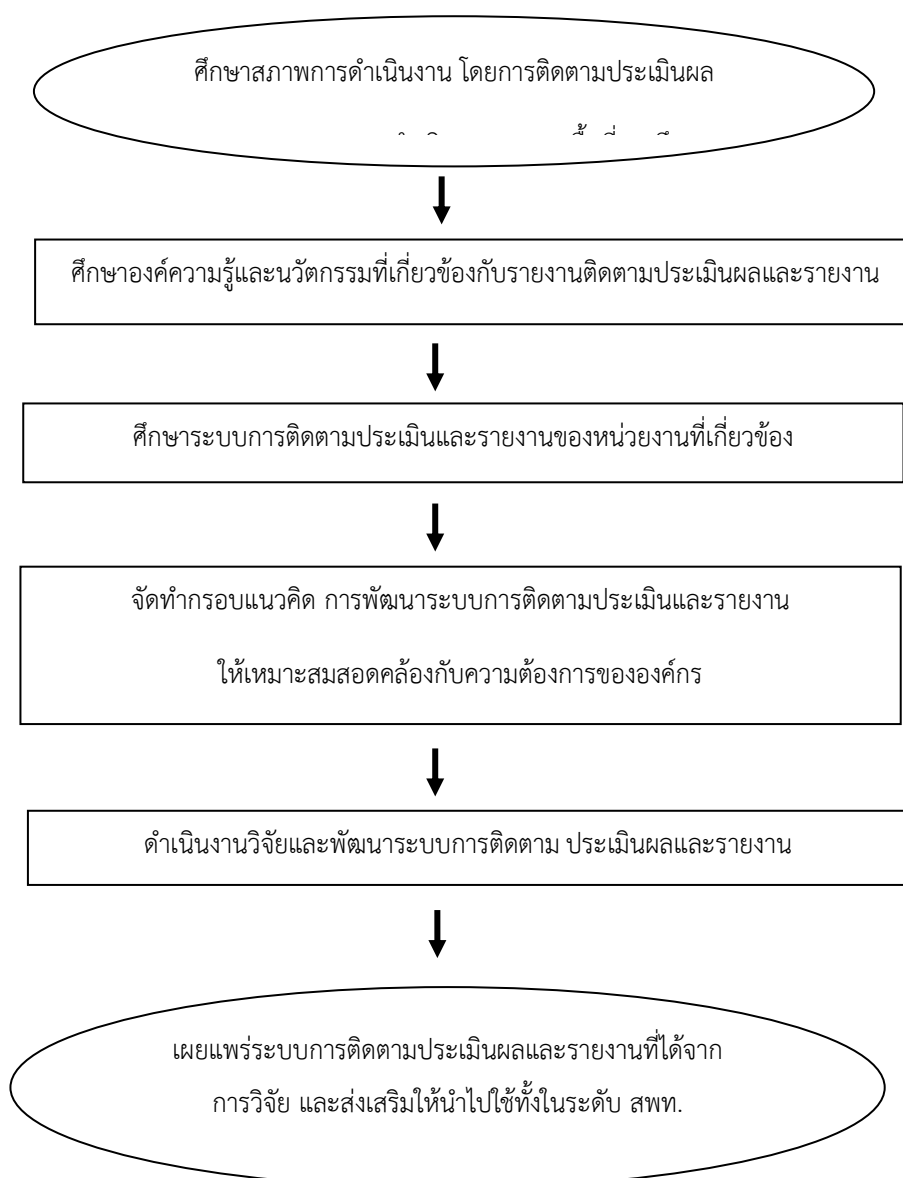 ศึกษาสภาพการดำเนินงาน โดยการติดตามประเมินผล
ศึกษาองค์ความรู้และนวัตกรรมที่เกี่ยวข้องกับรายงานติดตามประเมินผลและรายงาน
ศึกษาระบบการติดตามประเมินและรายงานของหน่วยงานที่เกี่ยวข้อง
จัดทำกรอบแนวคิด การพัฒนาระบบการติดตามประเมินและรายงาน
ให้เหมาะสมสอดคล้องกับความต้องการขององค์กร
ดำเนินงานวิจัยและพัฒนาระบบการติดตาม ประเมินผลและรายงาน
เผยแพร่ระบบการติดตามประเมินผลและรายงานที่ได้จาก
การวิจัย และส่งเสริมให้นำไปใช้ทั้งในระดับ สพท.